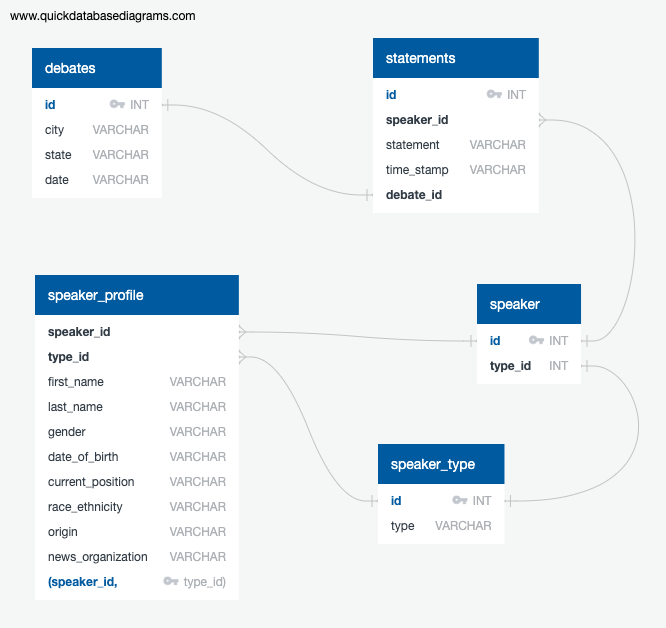 www.quickdatabasediagrams.com
debates
id INT
city VARCHAR
state VARCHAR
date VARCHAR
statements
id INT
speaker_id
statement VARCHAR
time_stamp VARCHAR
debate_id
speaker_profile
speaker_id
type_id
first_name VARCHAR
last_name VARCHAR
gender VARCHAR
date_of_birth VARCHAR
current_position VARCHAR
race_ethnicity VARCHAR
origin VARCHAR
news_organization VARCHAR
(speaker_id, type_id)
speaker
id INT
type_id INT
speaker_type
id INT
type VARCHAR